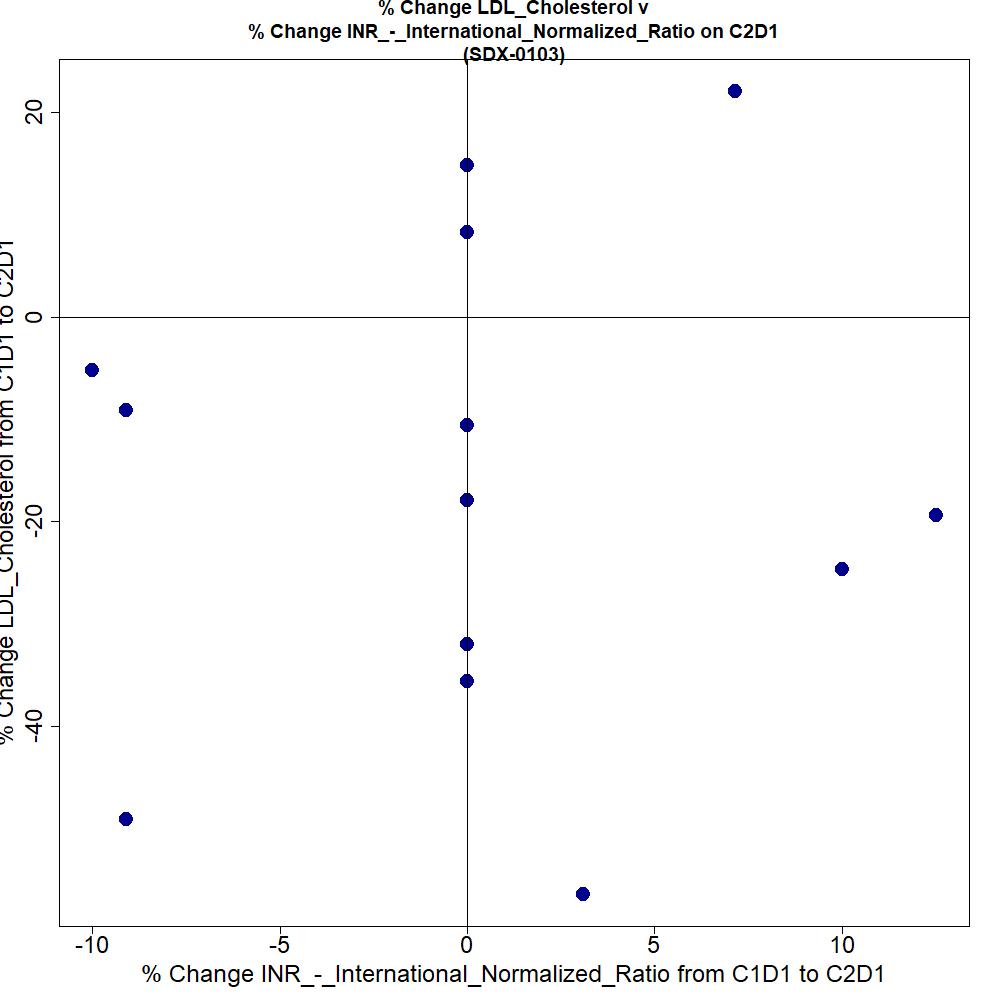 % Change LDL_Cholesterol v
% Change INR_-_International_Normalized_Ratio on C2D1
(SDX-0103)
% Change LDL_Cholesterol from C1D1 to C2D1
20
0
-20
-40
-10
-5
0
5
10
% Change INR_-_International_Normalized_Ratio from C1D1 to C2D1